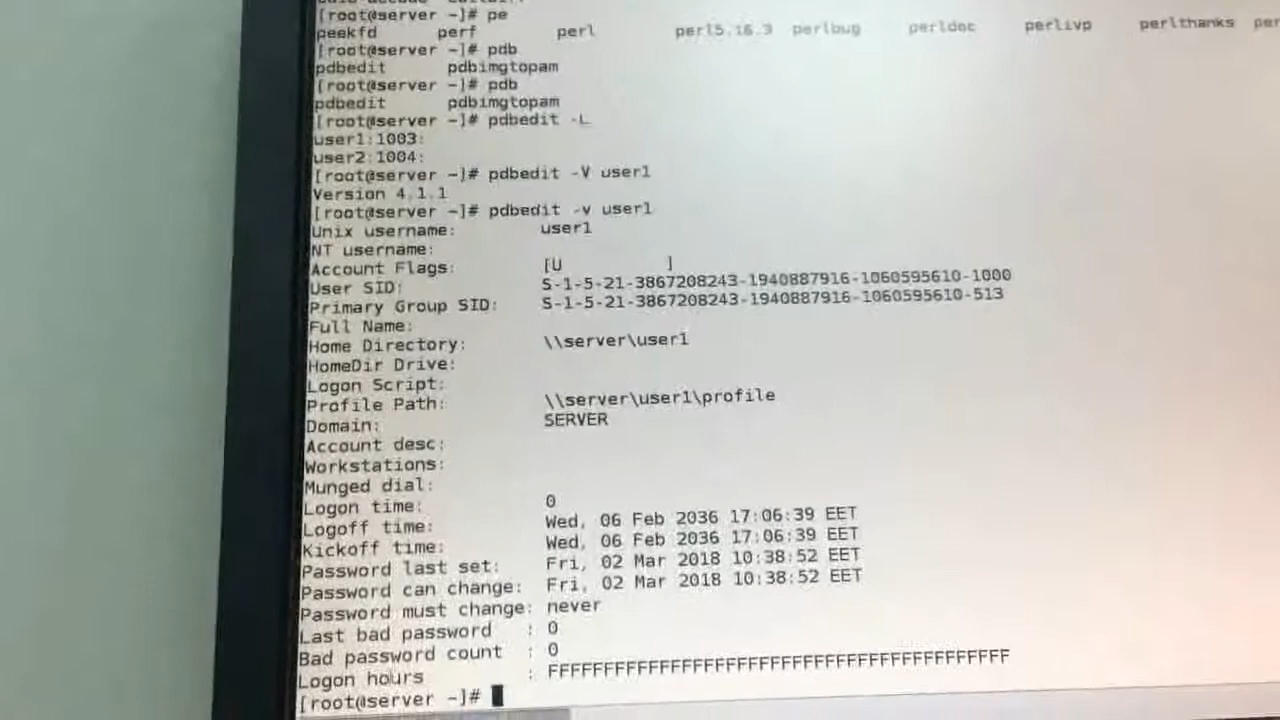 [root@server ~]# pe
peekfd perf perl perl5.16.3 perlbug perldoc perlivp perlthanks
[root@server ~]# pdb
pdbedit pdbimgtopam
[root@server ~]# pdb
pdbedit pdbimgtopam
[root@server ~]# pdbedit -L
user1:1003:
user2:1004:
[root@server ~]# pdbedit -V user1
Version 4.1.1
[root@server ~]# pdbedit -v user1
Unix username: user1
NT username:
Account Flags: [U ]
User SID: S-1-5-21-3867208243-1940887916-1060595610-1000
Primary Group SID: S-1-5-21-3867208243-1940887916-1060595610-513
Full Name:
Home Directory: \\server\user1
HomeDir Drive:
Logon Script:
Profile Path: \\server\user1\profile
Domain: SERVER
Account desc:
Workstations:
Munged dial:
Logon time: 0
Logoff time: Wed, 06 Feb 2036 17:06:39 EET
Kickoff time: Wed, 06 Feb 2036 17:06:39 EET
Password last set: Fri, 02 Mar 2018 10:38:52 EET
Password can change: Fri, 02 Mar 2018 10:38:52 EET
Password must change: never
Last bad password : 0
Bad password count : 0
Logon hours : FFFFFFFFFFFFFFFFFFFFFFFFFFFFFFFFFFFFFFFFFF
[root@server ~]#